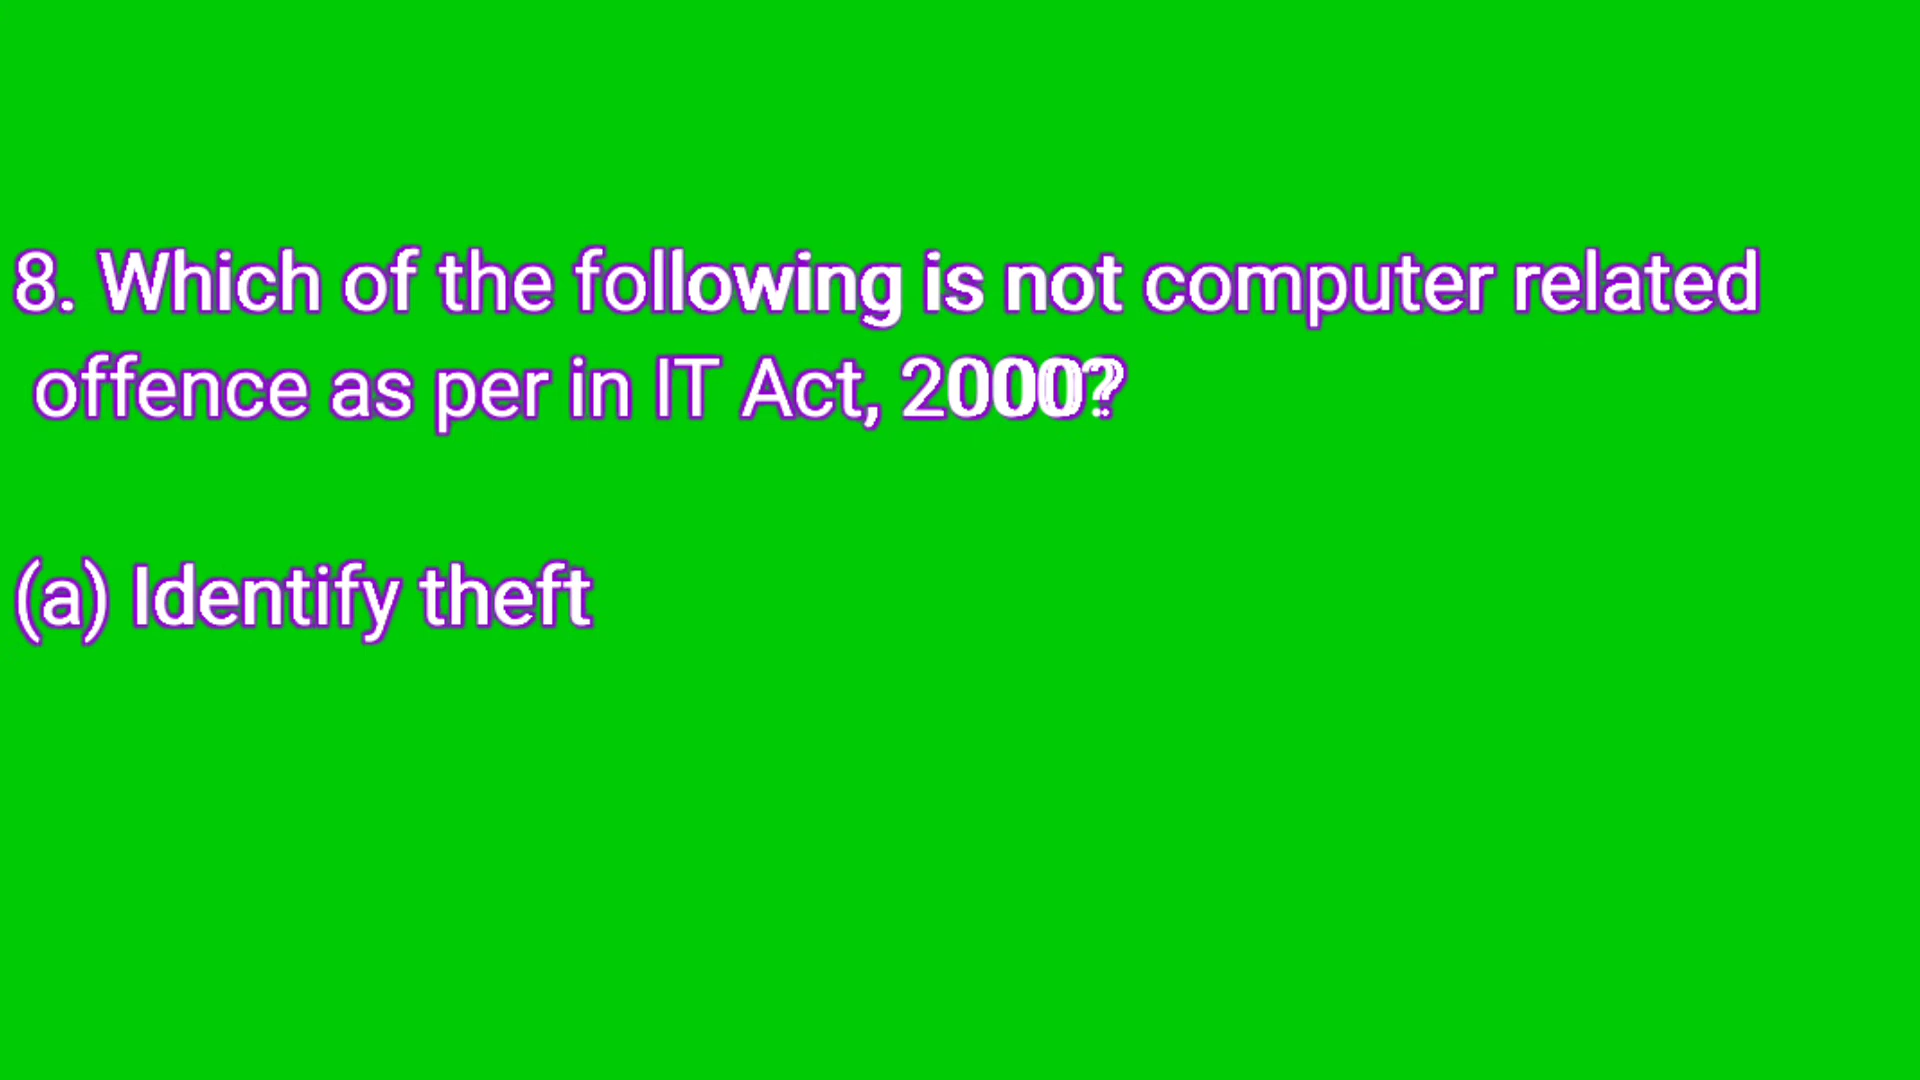 8. Which of the following is not computer related
offence as per in IT Act, 2000?
(a) Identify theft